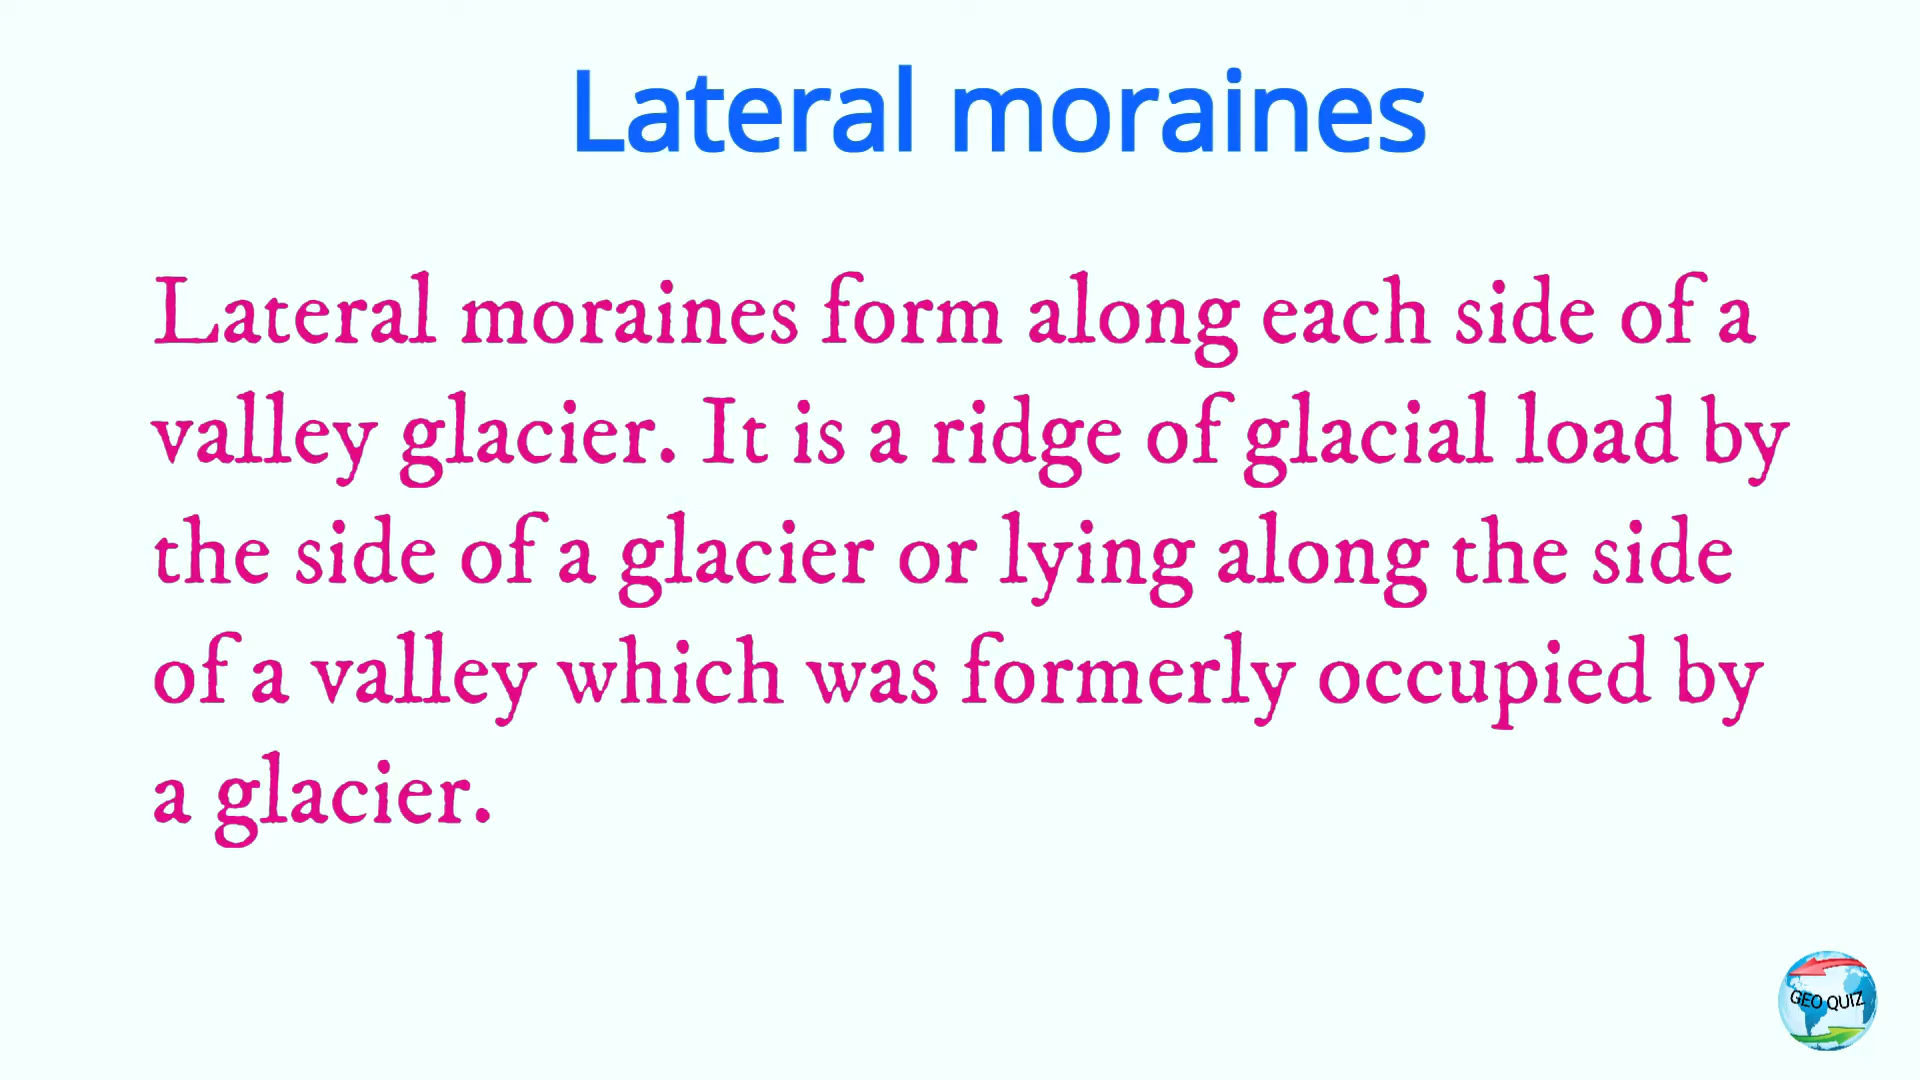 Lateral moraines
Lateral moraines form along each side of a
valley glacier. It is a ridge of glacial load by
the side of a glacier or lying along the side
of a valley which was formerly occupied by
a glacier.
GEO QUIZ